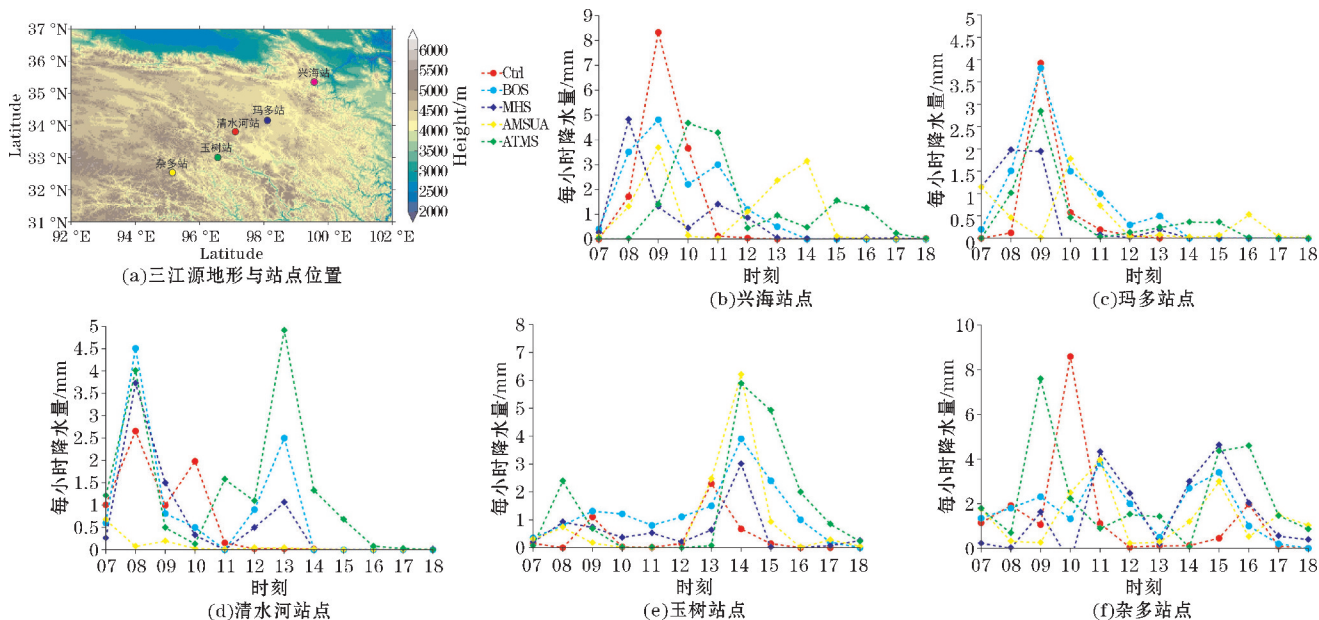 37 °N
36 °N
35 °N
34 °N
33 °N
32 °N
31 °N
Latitude
兴海站
玛多站
清水河站
玉树站
杂多站
92 °E 94 °E 96 °E 98 °E 100 °E 102 °E
Latitude
6000
5500
5000
4500
4000
3500
3000
2500
2000
Height/m
(a)三江源地形与站点位置
每小时降水量/mm
9
8
7
6
5
4
3
2
1
0
07 08 09 10 11 12 13 14 15 16 17 18
时刻
(b)兴海站点
Ctrl
BOS
MHS
AMSUA
ATMS
每小时降水量/mm
5
4.5
4
3.5
3
2.5
2
1.5
1
0.5
0
07 08 09 10 11 12 13 14 15 16 17 18
时刻
(c)玛多站点
每小时降水量/mm
5
4.5
4
3.5
3
2.5
2
1.5
1
0.5
0
07 08 09 10 11 12 13 14 15 16 17 18
时刻
(d)清水河站点
每小时降水量/mm
8
7
6
5
4
3
2
1
0
07 08 09 10 11 12 13 14 15 16 17 18
时刻
(e)玉树站点
每小时降水量/mm
10
8
6
4
2
0
07 08 09 10 11 12 13 14 15 16 17 18
时刻
(f)杂多站点